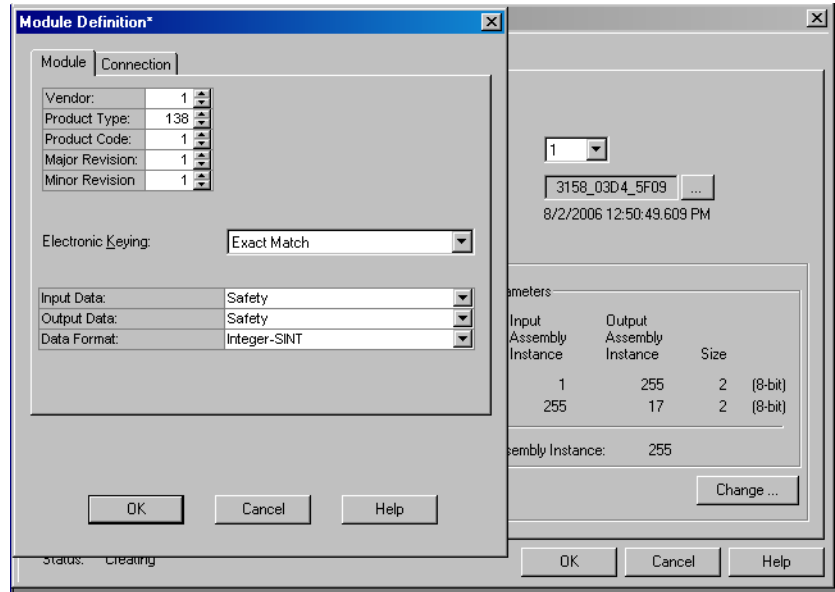 Module Definition*
Module
Connection
Vendor: 1
Product Type: 138
Product Code: 1
Major Revision: 1
Minor Revision 1
Electronic Keying: Exact Match
Input Data: Safety
Output Data: Safety
Data Format: Integer-SINT
OK
Cancel
Help
1
3158_03D4_5F09
...
8/2/2006 12:50:49.609 PM
ameters
Input Assembly Instance
Output Assembly Instance
Size
1 255 2 (8-bit)
255 17 2 (8-bit)
sembly Instance: 255
Change ...
Status: Creating
OK
Cancel
Help